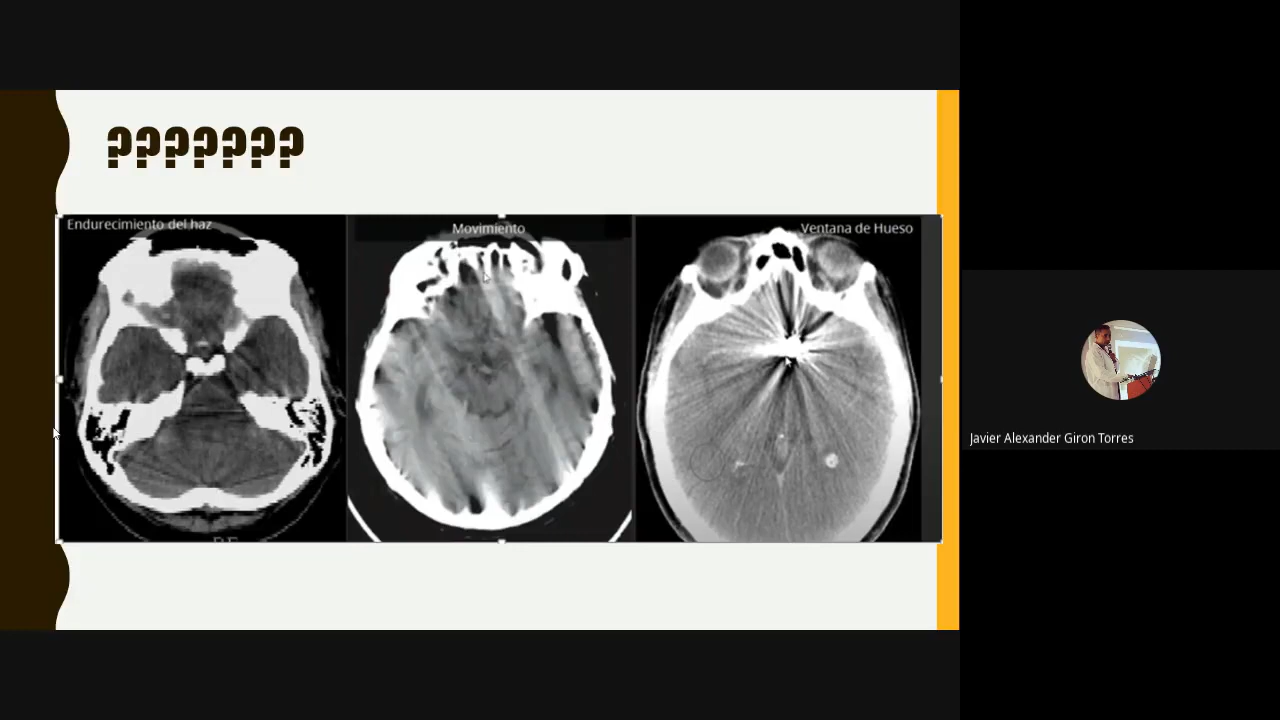 ???????
Endurecimiento del haz
Movimiento
Ventana de Hueso
Javier Alexander Giron Torres